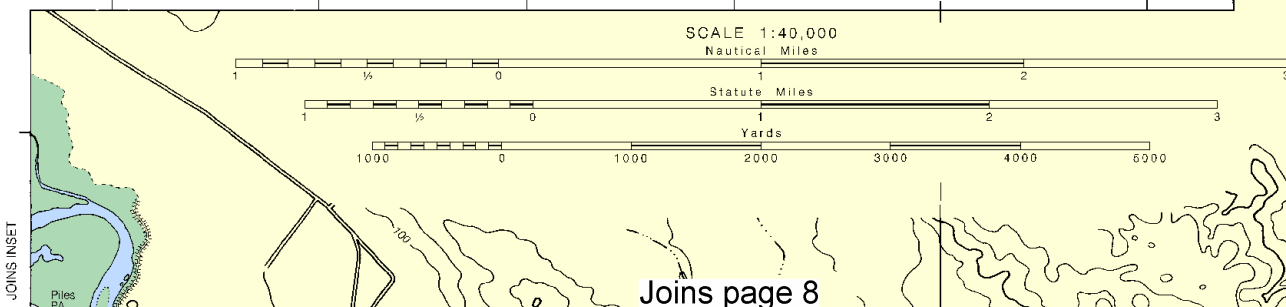 SCALE 1:40,000
Nautical Miles
1 ½ 0 1 2 3
Statute Miles
1 ½ 0 1 2 3
Yards
1000 0 1000 2000 3000 4000 5000
100
JOINS INSET
Piles
PA
Joins page 8